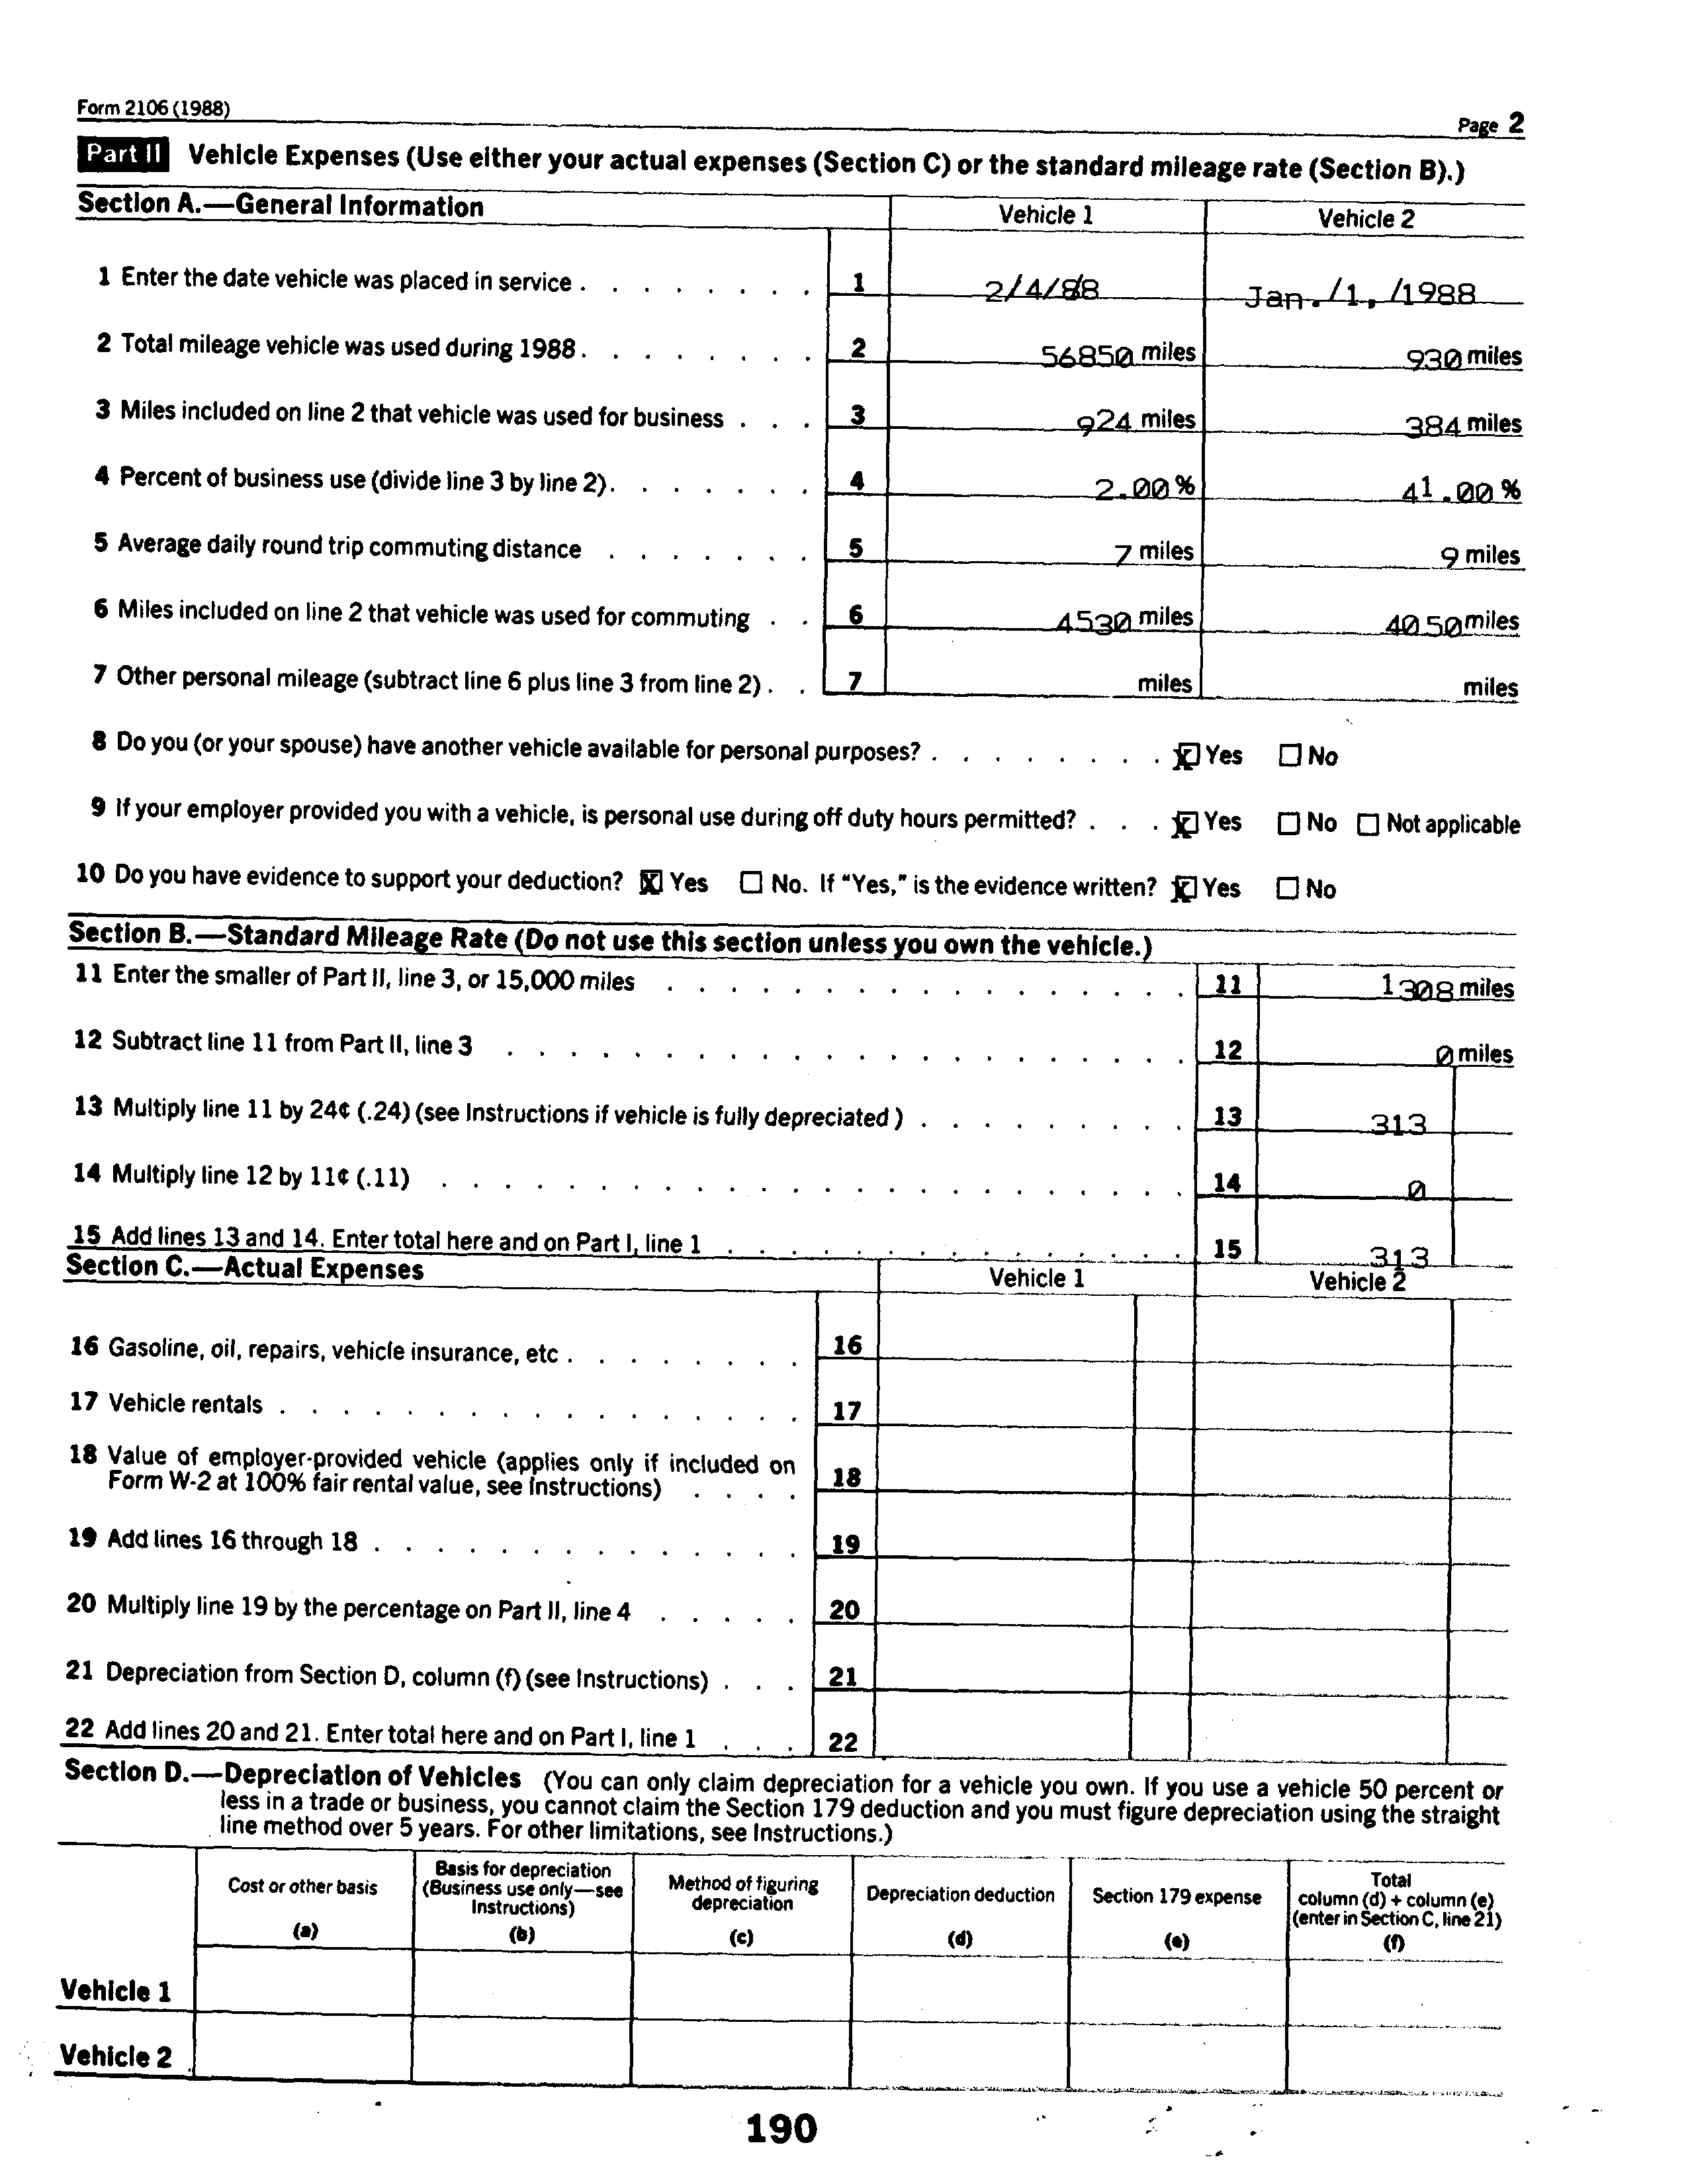 Form 2106 (1988)
Page 2
Part II Vehicle Expenses (Use either your actual expenses (Section C) or the standard mileage rate (Section B).)
Section A.—General Information Vehicle 1 Vehicle 2
1 Enter the date vehicle was placed in service . . . . . . . . 1 2/4/88 Jan./1, /1988
2 Total mileage vehicle was used during 1988 . . . . . . . . 2 56850 miles 930 miles
3 Miles included on line 2 that vehicle was used for business . . . 3 924 miles 384 miles
4 Percent of business use (divide line 3 by line 2) . . . . . . . 4 2.00 % 41.00 %
5 Average daily round trip commuting distance . . . . . . . 5 7 miles 9 miles
6 Miles included on line 2 that vehicle was used for commuting . . 6 4530 miles 4050 miles
7 Other personal mileage (subtract line 6 plus line 3 from line 2) . . 7 miles miles
8 Do you (or your spouse) have another vehicle available for personal purposes? . . . . . . . . X Yes ☐ No
9 If your employer provided you with a vehicle, is personal use during off duty hours permitted? . . . X Yes ☐ No ☐ Not applicable
10 Do you have evidence to support your deduction? X Yes ☐ No. If "Yes," is the evidence written? X Yes ☐ No
Section B.—Standard Mileage Rate (Do not use this section unless you own the vehicle.)
11 Enter the smaller of Part II, line 3, or 15,000 miles . . . . . . . . . . . . . . . . . 11 1308 miles
12 Subtract line 11 from Part II, line 3 . . . . . . . . . . . . . . . . . . . . . . 12 0 miles
13 Multiply line 11 by 24¢ (.24) (see Instructions if vehicle is fully depreciated ) . . . . . . . . . 13 313
14 Multiply line 12 by 11¢ (.11) . . . . . . . . . . . . . . . . . . . . . . . . 14 0
15 Add lines 13 and 14. Enter total here and on Part I, line 1 . . . . . . . . . . . . . . . 15 313
Section C.—Actual Expenses Vehicle 1 Vehicle 2
16 Gasoline, oil, repairs, vehicle insurance, etc . . . . . . . . 16
17 Vehicle rentals . . . . . . . . . . . . . . . . . 17
18 Value of employer-provided vehicle (applies only if included on
Form W-2 at 100% fair rental value, see Instructions) . . . . 18
19 Add lines 16 through 18 . . . . . . . . . . . . . . 19
20 Multiply line 19 by the percentage on Part II, line 4 . . . . . 20
21 Depreciation from Section D, column (f) (see Instructions) . . . 21
22 Add lines 20 and 21. Enter total here and on Part I, line 1 . . . 22
Section D.—Depreciation of Vehicles (You can only claim depreciation for a vehicle you own. If you use a vehicle 50 percent or
less in a trade or business, you cannot claim the Section 179 deduction and you must figure depreciation using the straight
line method over 5 years. For other limitations, see Instructions.)
Cost or other basis
(a)
Basis for depreciation
(Business use only—see
Instructions)
(b)
Method of figuring
depreciation
(c)
Depreciation deduction
(d)
Section 179 expense
(e)
Total
column (d) + column (e)
(enter in Section C, line 21)
(f)
Vehicle 1
Vehicle 2
190